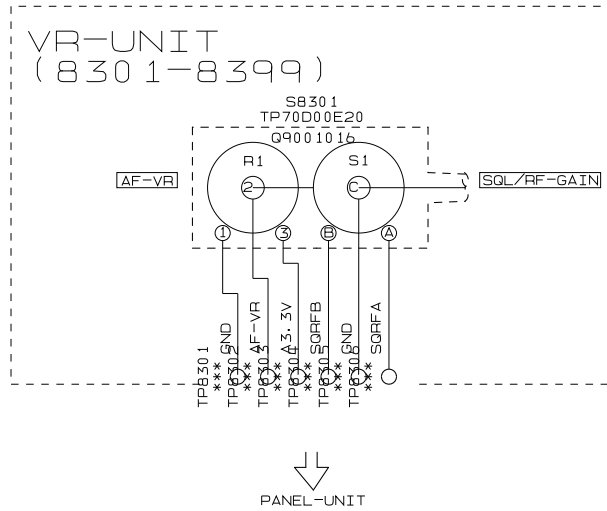 VR-UNIT
(8301-8399)
S8301
TP70D00E20
Q9001016
R1
S1
AF-VR
SQL/RF-GAIN
2
C
1
3
B
A
GND
AF-VR
A3.3V
SQRFB
GND
SQRFA
TP8301
***
TP8302
***
TP8303
***
TP8304
***
TP8305
***
TP8306
***
PANEL-UNIT